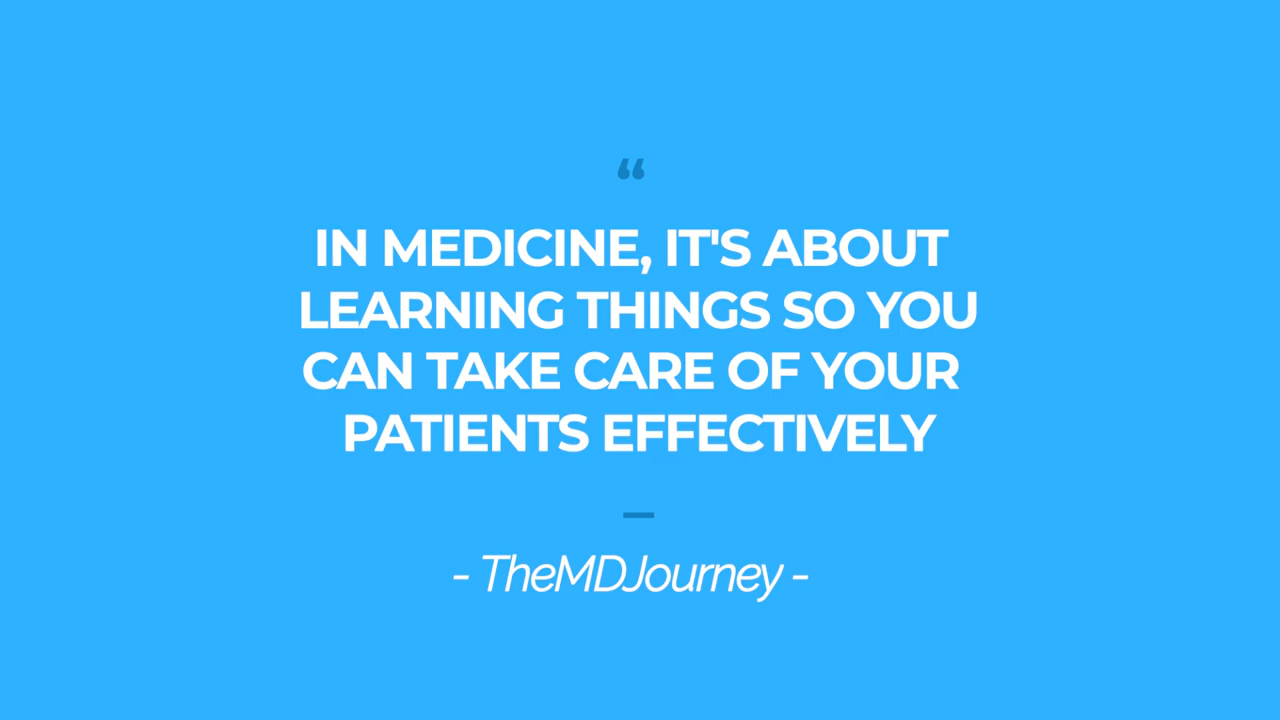 “
IN MEDICINE, IT'S ABOUT
LEARNING THINGS SO YOU
CAN TAKE CARE OF YOUR
PATIENTS EFFECTIVELY
- TheMDJourney -